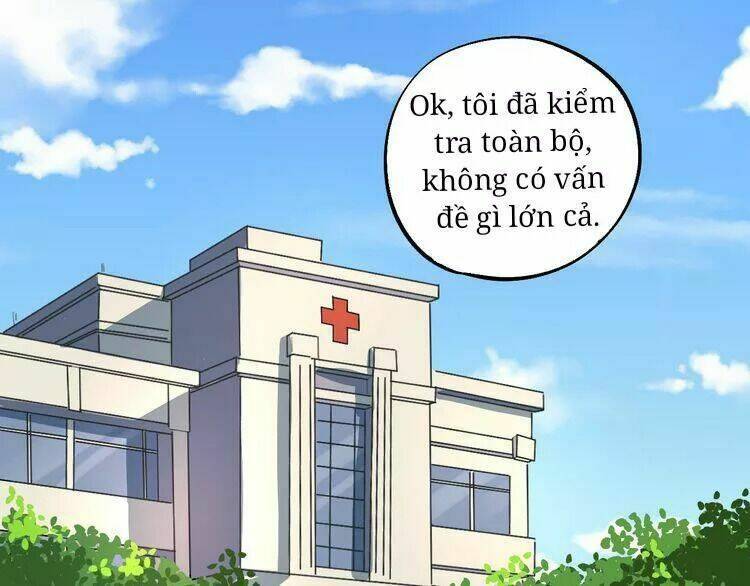 Ok, tôi đã kiểm
tra toàn bộ,
không có vấn
đề gì lớn cả.